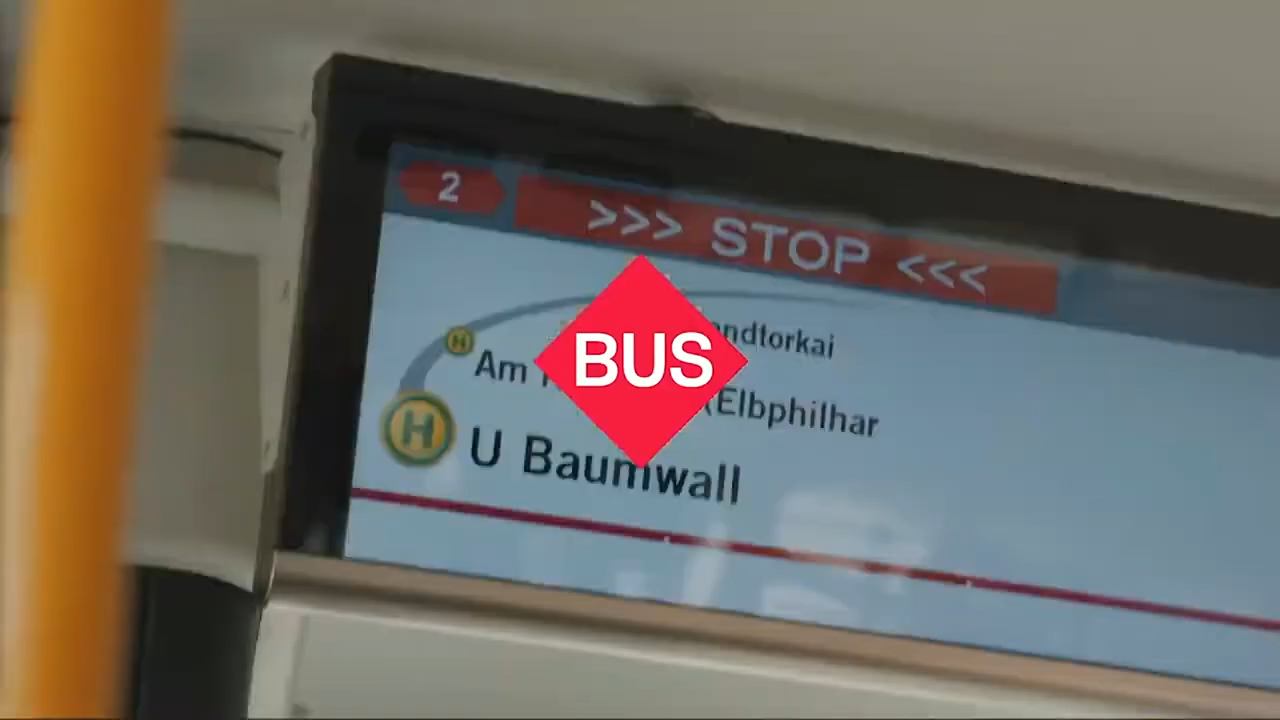 2 >>> STOP <<<
BUS
ndtorkai
Am (Elbphilhar
U Baumwall
H
H